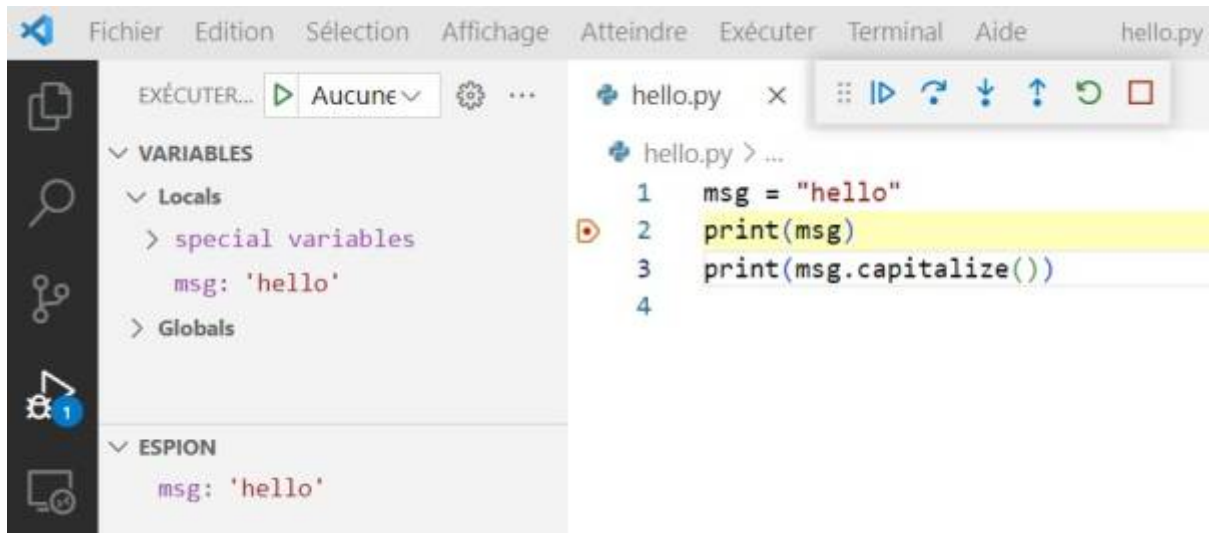 Fichier Edition Sélection Affichage Atteindre Exécuter Terminal Aide hello.py
EXÉCUTER... Aucune ...
VARIABLES
Locals
special variables
msg: 'hello'
Globals
1
ESPION
msg: 'hello'
hello.py
hello.py > ...
1 msg = "hello"
2 print(msg)
3 print(msg.capitalize())
4